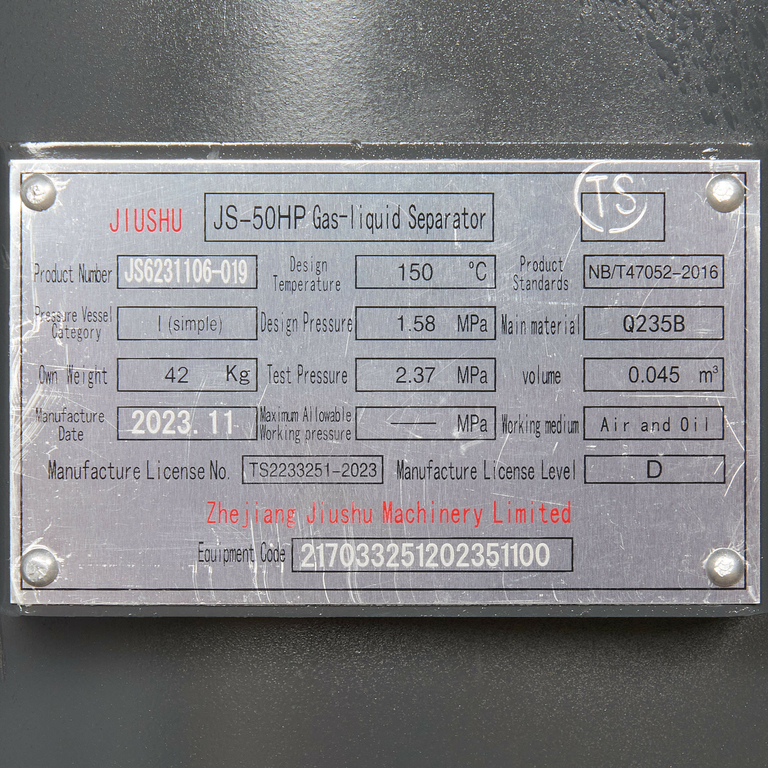 JIUSHU JS-50HP Gas-liquid Separator TS
Product Number JS6231106-019 Design Temperature 150 °C Product Standards NB/T47052-2016
Pressure Vessel Category I (simple) Design Pressure 1.58 MPa Main material Q235B
Own Weight 42 Kg Test Pressure 2.37 MPa volume 0.045 m³
Manufacture Date 2023.11 Maximum Allowable Working pressure — MPa Working medium Air and Oil
Manufacture License No. TS2233251-2023 Manufacture License Level D
Zhejiang Jiushu Machinery Limited
Equipment Code 217033251202351100